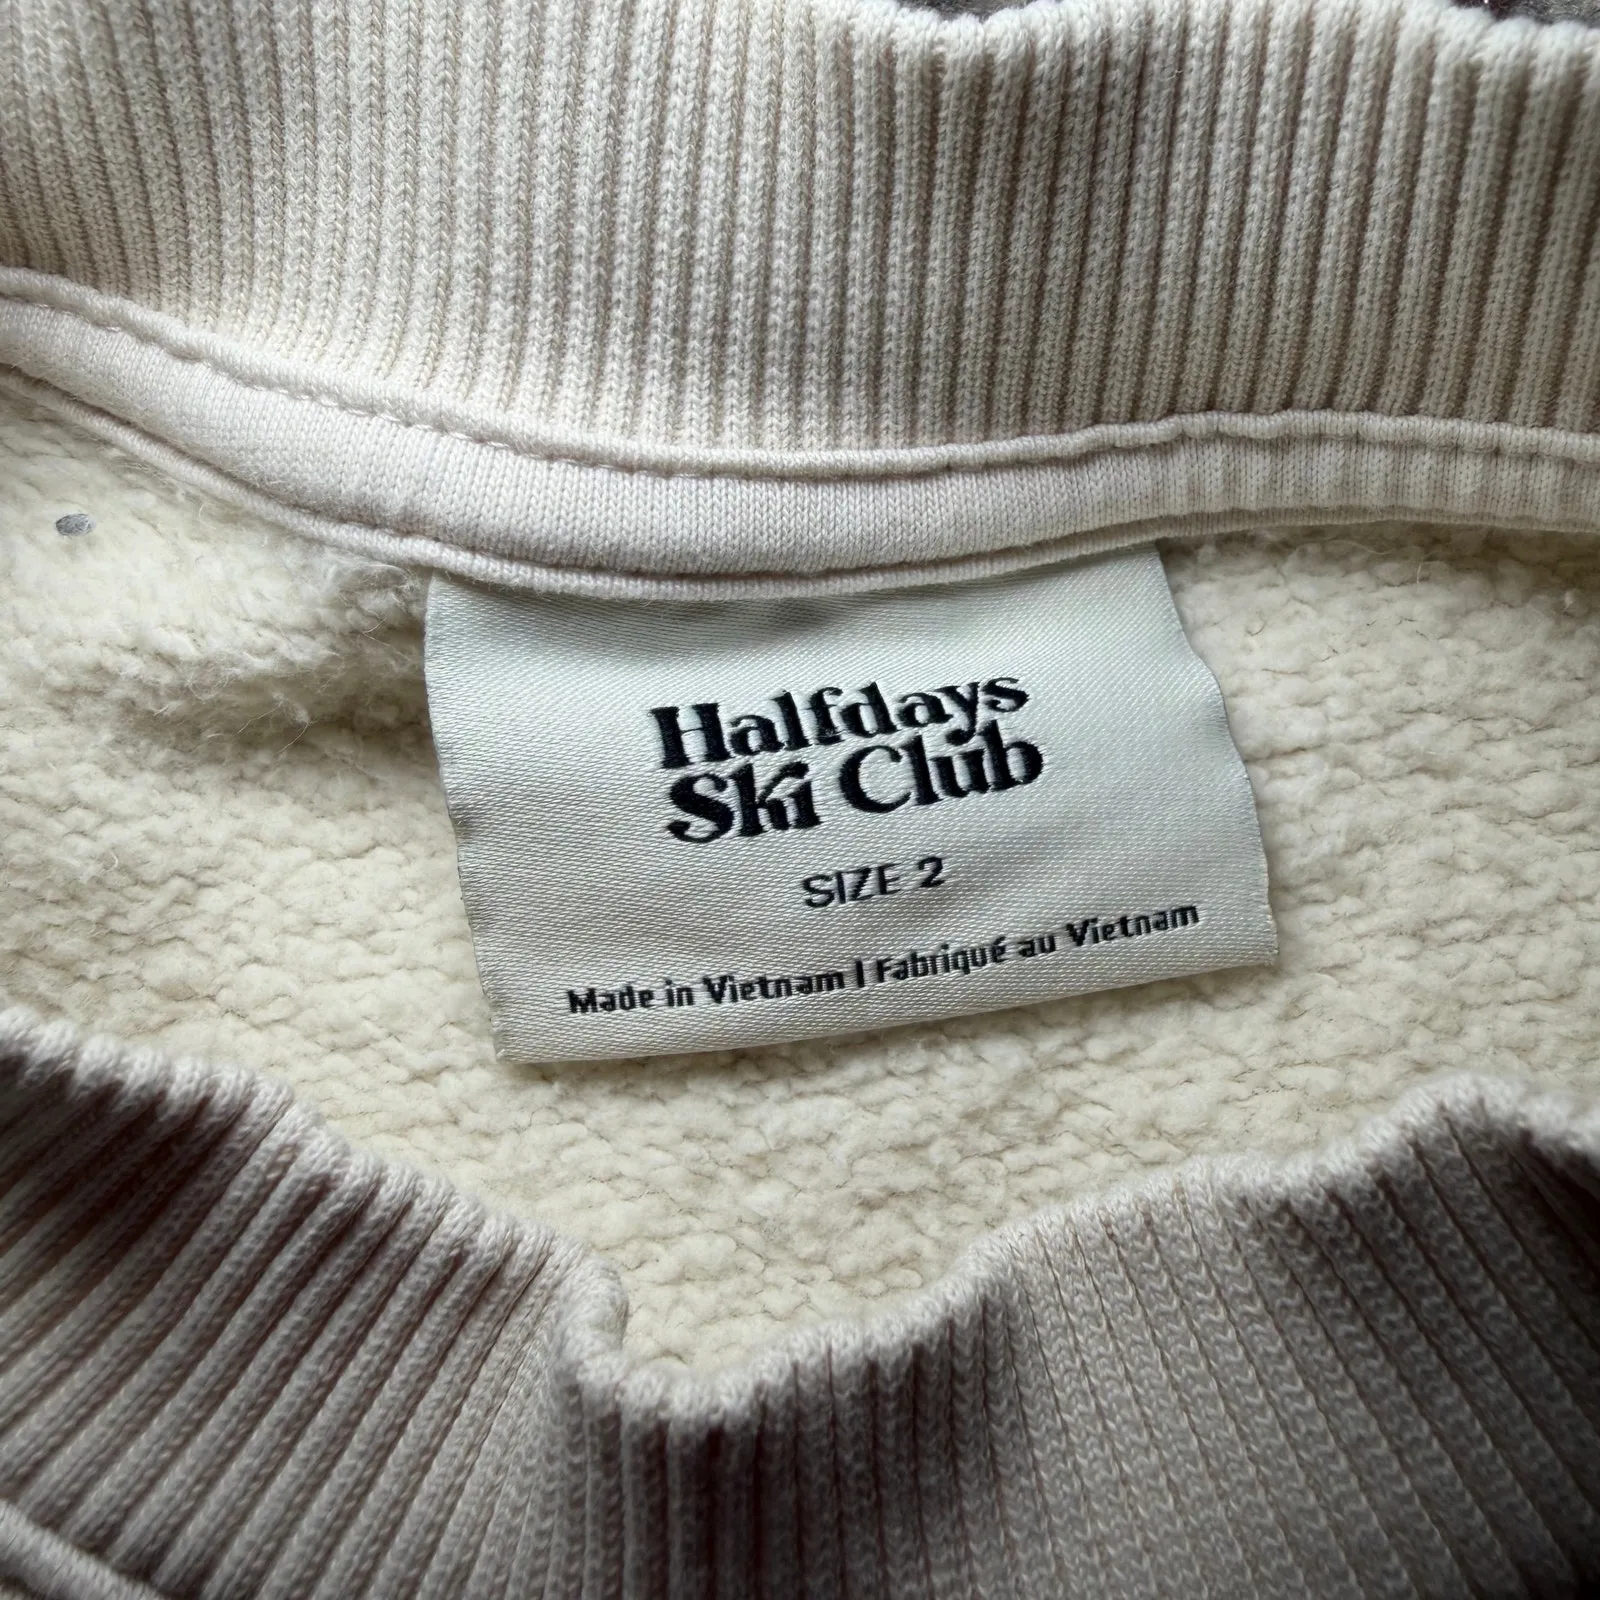 Halfdays
Ski Club
SIZE 2
Made in Vietnam | Fabriqué au Vietnam